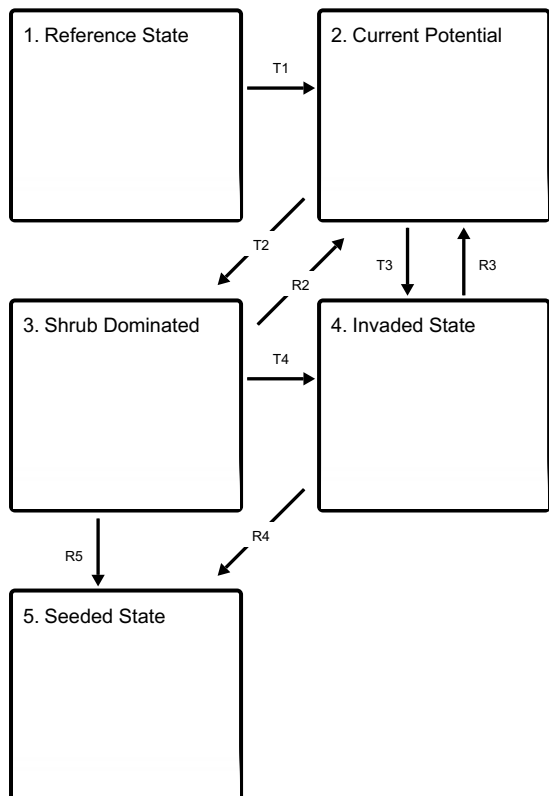 1. Reference State
T1
2. Current Potential
T2
R2
T3
R3
3. Shrub Dominated
T4
4. Invaded State
R5
R4
5. Seeded State